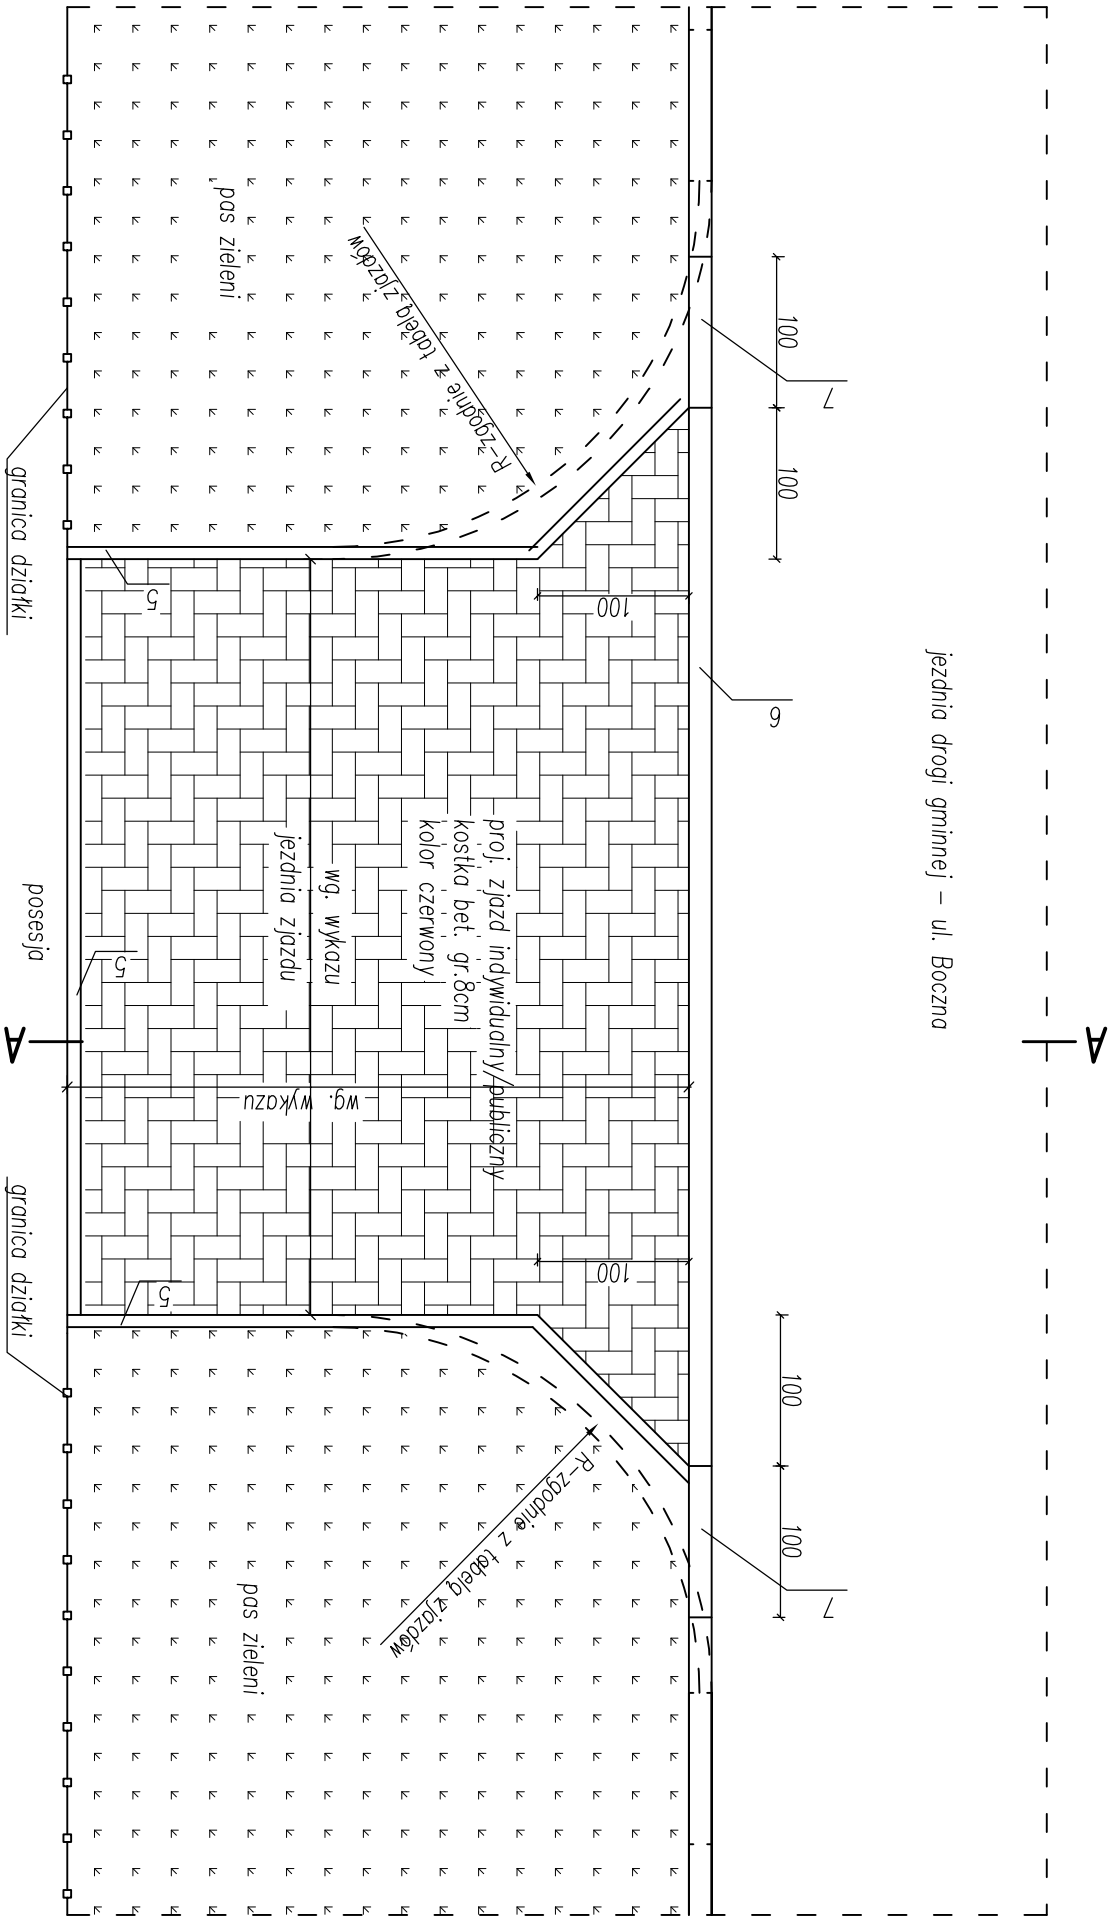 jezdnia drogi gminnej – ul. Boczna
A
A
100
100
100
100
7
7
6
100
100
R-zgodnie z tabelą zjazdów
R-zgodnie z tabelą zjazdów
proj. zjazd indywidualny/publiczny
kostka bet. gr.8cm
kolor czerwony
wg. wykazu
jezdnia zjazdu
wg. wykazu
pas zieleni
pas zieleni
5
5
5
posesja
granica działki
granica działki